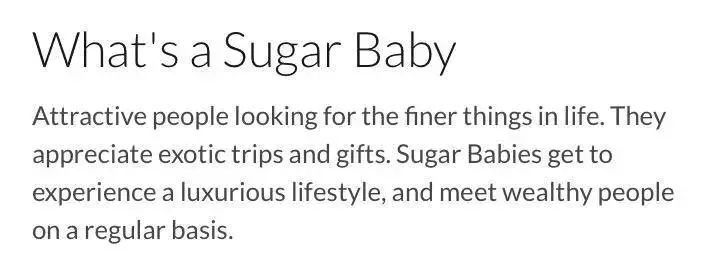 What's a Sugar Baby
Attractive people looking for the finer things in life. They
appreciate exotic trips and gifts. Sugar Babies get to
experience a luxurious lifestyle, and meet wealthy people
on a regular basis.